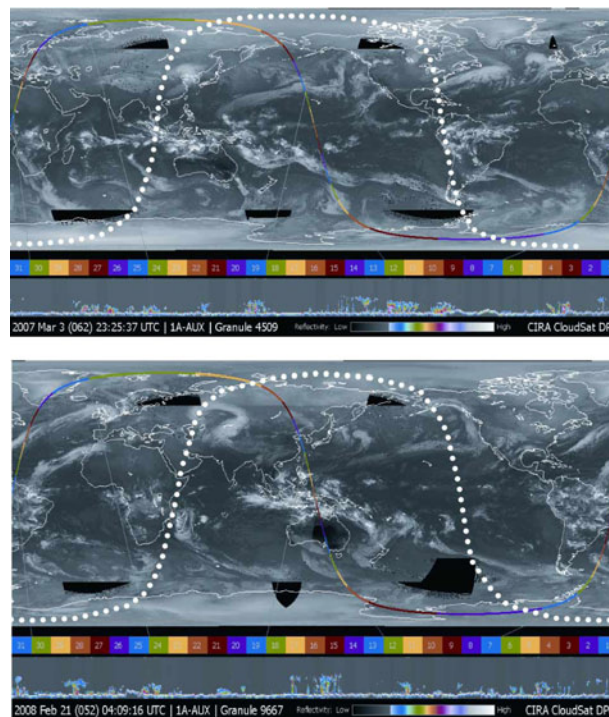 31 30 29 28 27 26 25 24 23 22 21 20 19 18 17 16 15 14 13 12 11 10 9 8 7 6 5 4 3 2
2007 Mar 3 (062) 23:25:37 UTC | 1A-AUX | Granule 4509 Reflectivity: Low High CIRA CloudSat DP
31 30 29 28 27 26 25 24 23 22 21 20 19 18 17 16 15 14 13 12 11 10 9 8 7 6 5 4 3 2
2008 Feb 21 (052) 04:09:16 UTC | 1A-AUX | Granule 9667 Reflectivity: Low High CIRA CloudSat DP